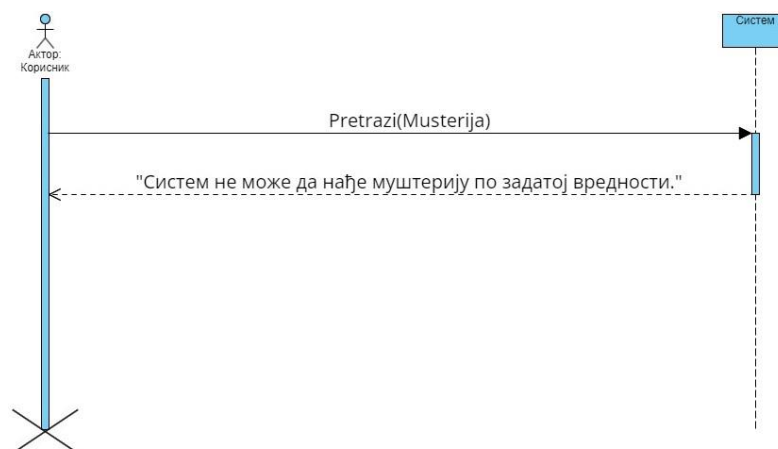 Систем
Актор:
Корисник
Pretrazi(Musterija)
"Систем не може да нађе муштерију по задатој вредности."